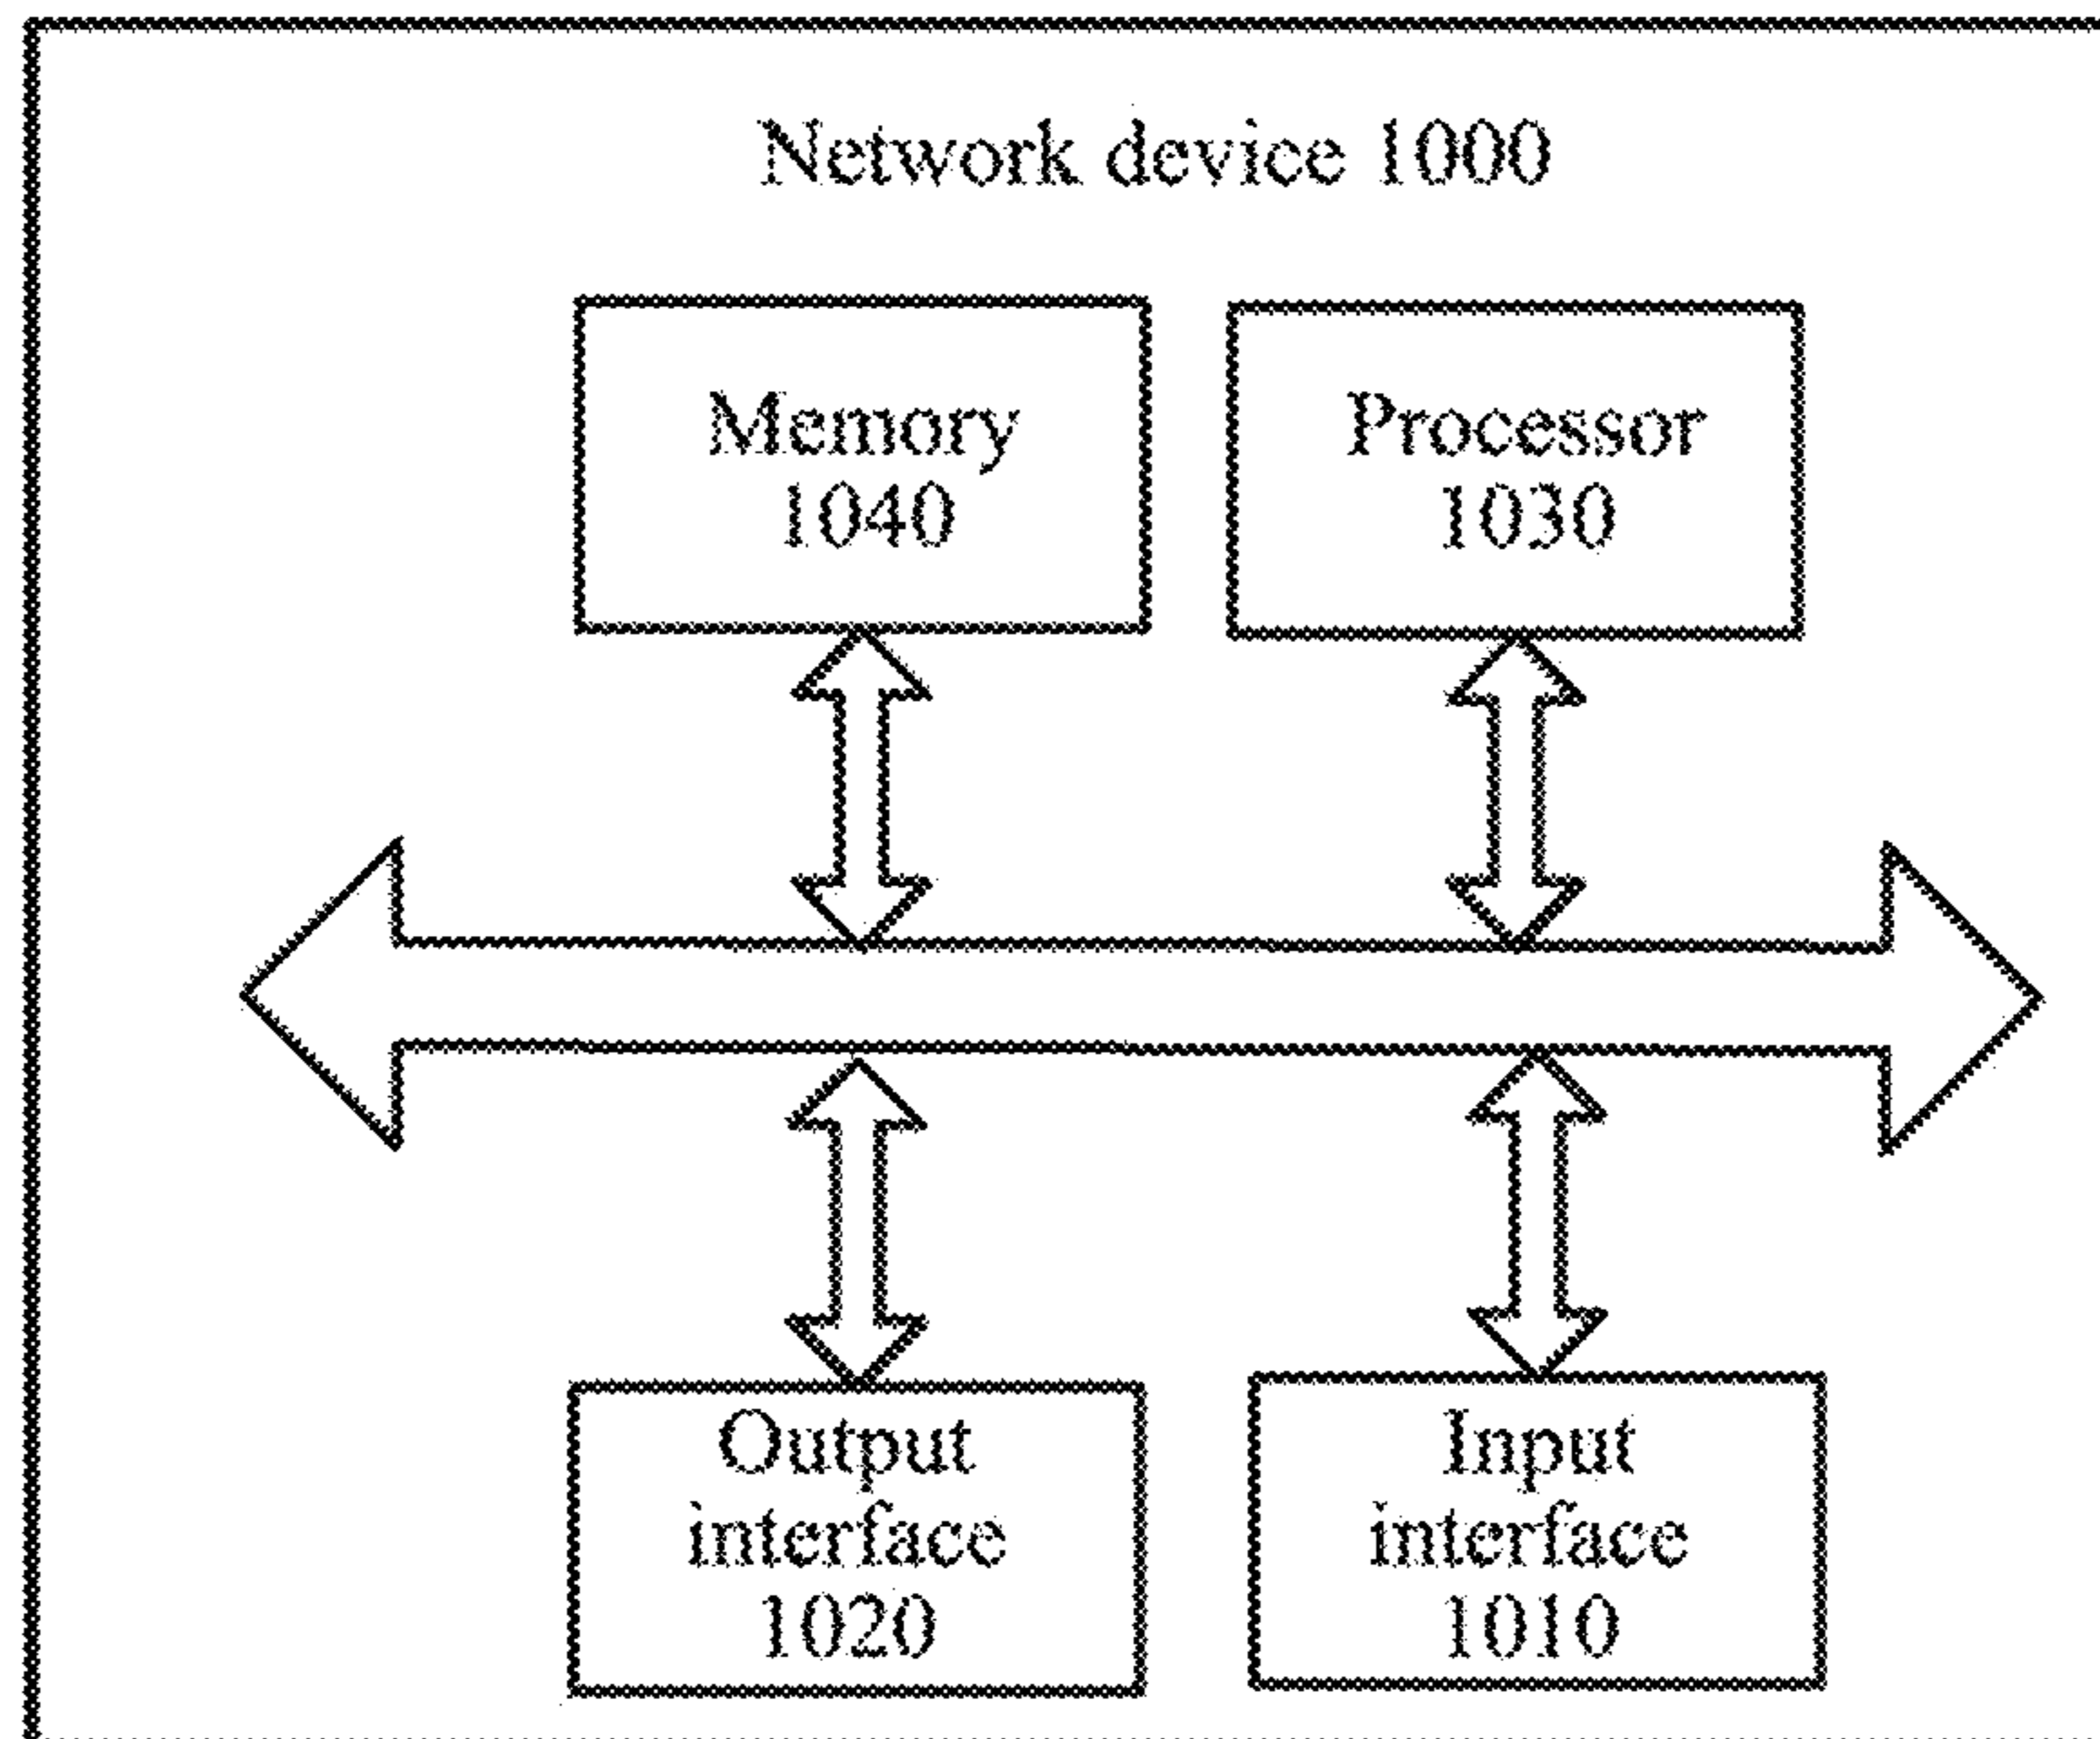 Network device 1000
Memory
1040
Processor
1030
Output
interface
1020
Input
interface
1010